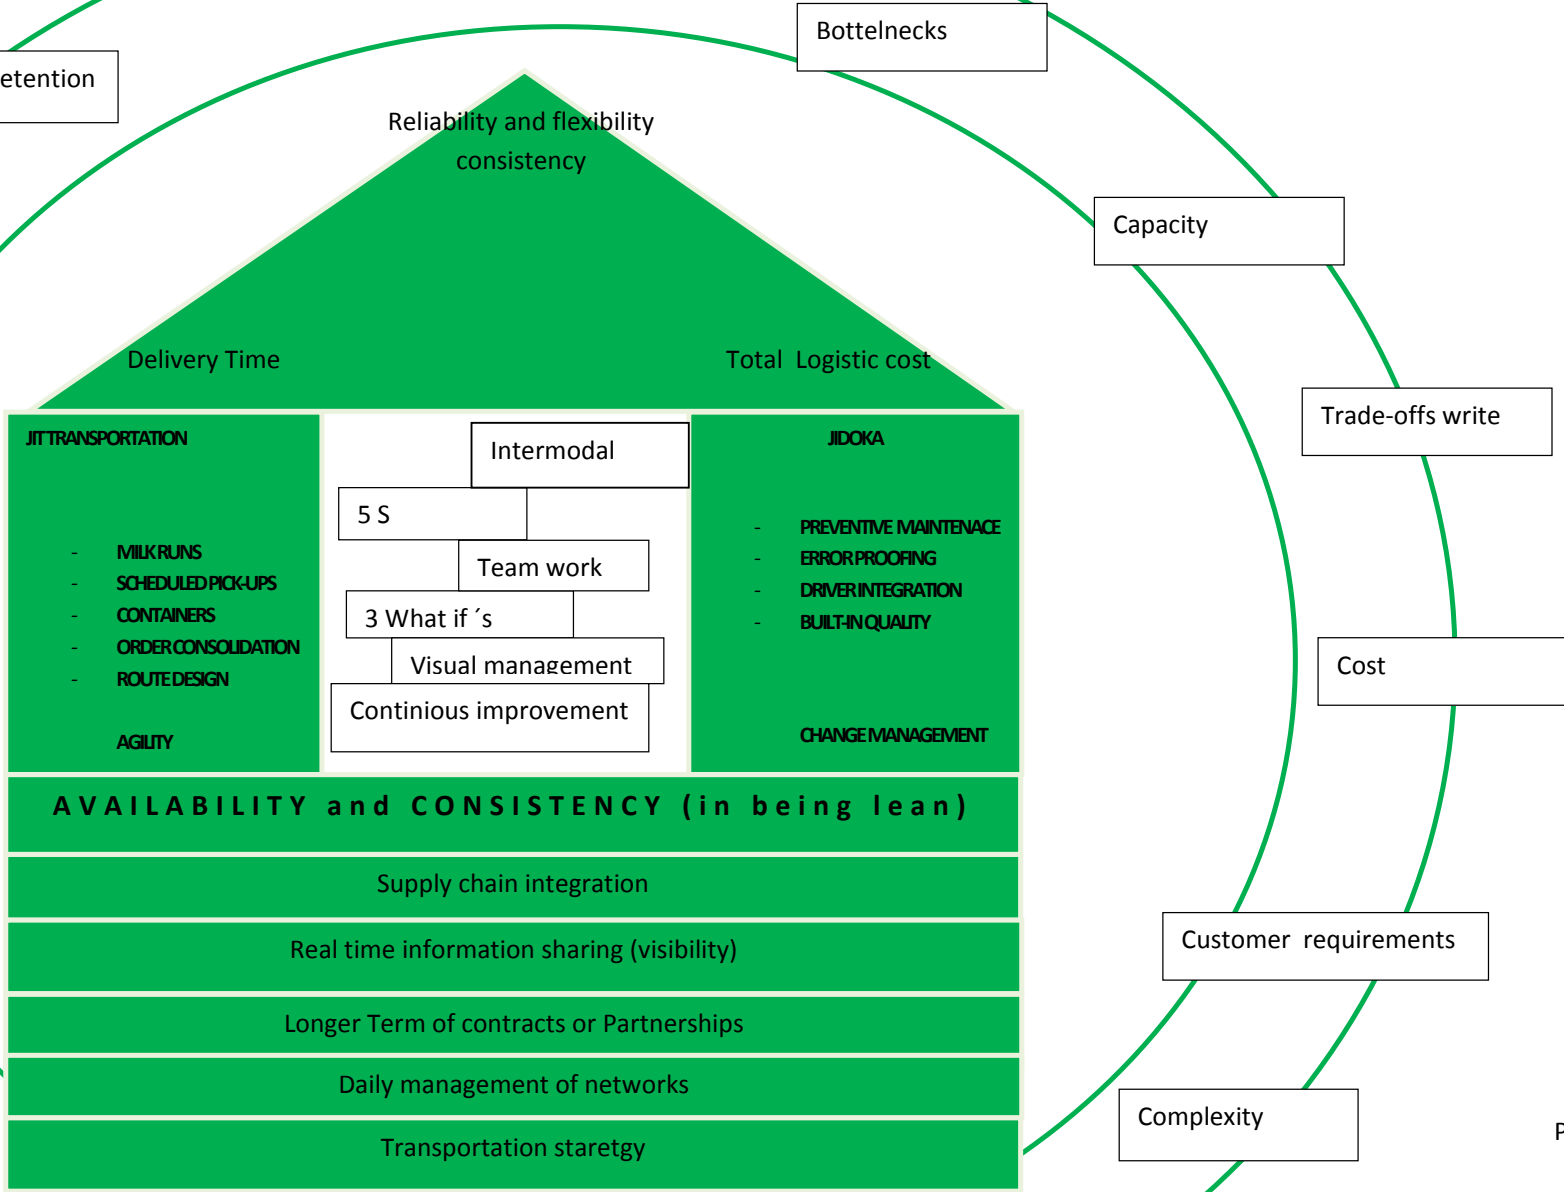 Bottelnecks
etention
Reliability and flexibility
consistency
Capacity
Delivery Time
Total Logistic cost
Trade-offs write
JIT TRANSPORTATION
- MILK RUNS
- SCHEDULED PICK-UPS
- CONTAINERS
- ORDER CONSOLIDATION
- ROUTE DESIGN
AGILITY
Intermodal
5 S
Team work
3 What if ´s
Visual management
Continious improvement
JIDOKA
- PREVENTIVE MAINTENACE
- ERROR PROOFING
- DRIVER INTEGRATION
- BUILT-IN QUALITY
CHANGE MANAGEMENT
Cost
AVAILABILITY and CONSISTENCY (in being lean)
Supply chain integration
Real time information sharing (visibility)
Customer requirements
Longer Term of contracts or Partnerships
Daily management of networks
Complexity
P
Transportation staretgy